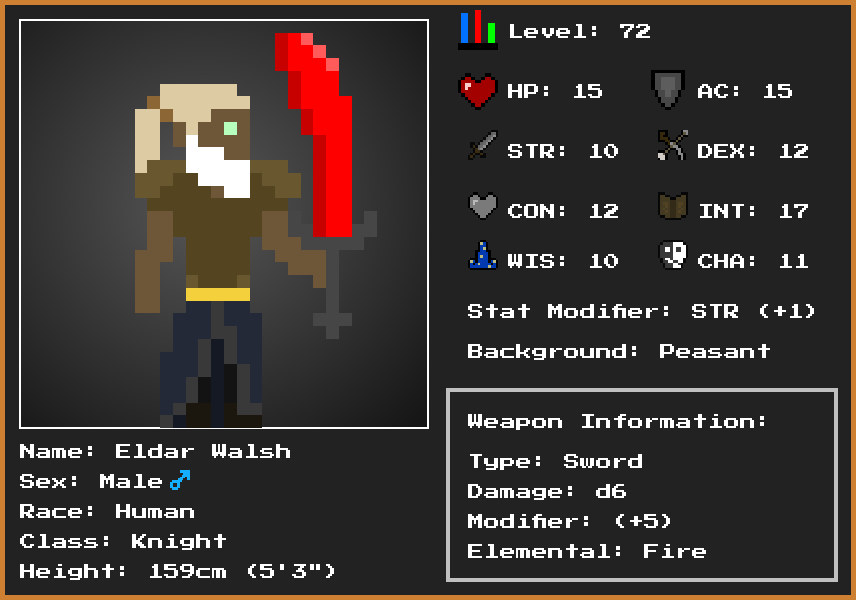 Level: 72
HP: 15
AC: 15
STR: 10
DEX: 12
CON: 12
INT: 17
WIS: 10
CHA: 11
Stat Modifier: STR (+1)
Background: Peasant
Weapon Information:
Type: Sword
Damage: d6
Modifier: (+5)
Elemental: Fire
Name: Eldar Walsh
Sex: Male ♂
Race: Human
Class: Knight
Height: 159cm (5'3")